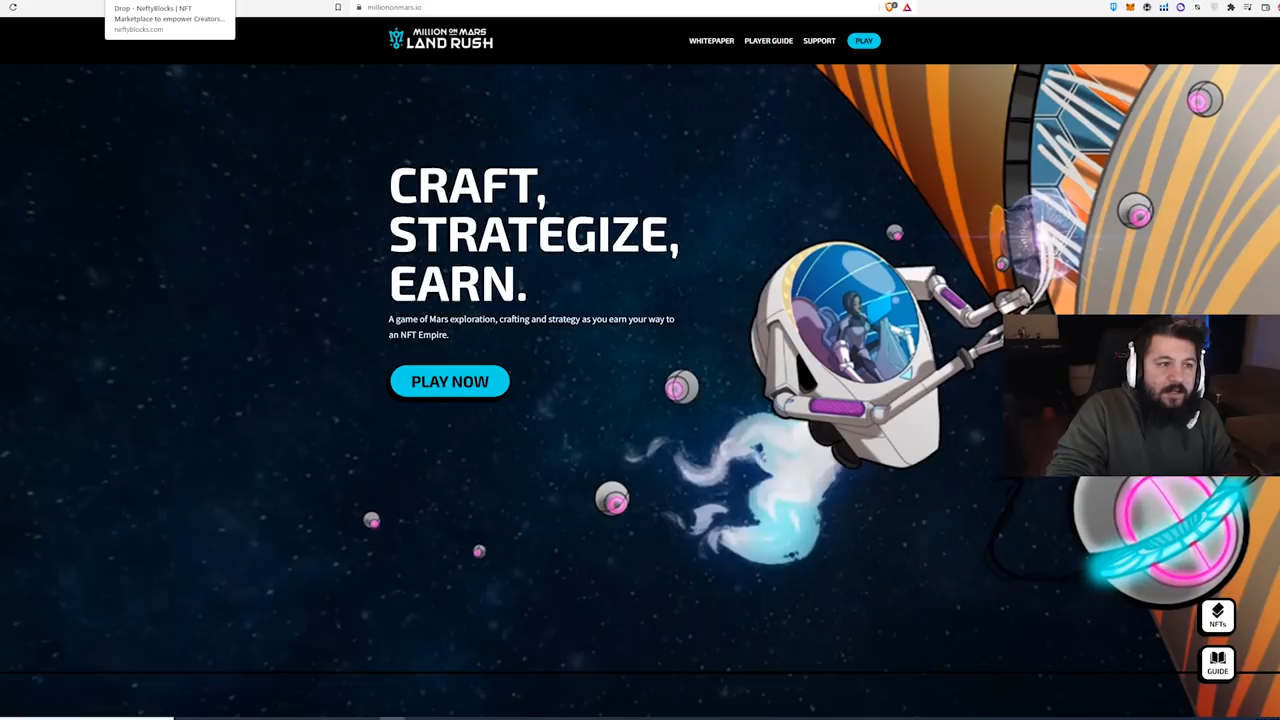 Drop - NeftyBlocks | NFT
Marketplace to empower Creators...
neftyblocks.com
milliononmars.io
MILLION ON MARS
LAND RUSH
WHITEPAPER
PLAYER GUIDE
SUPPORT
PLAY
CRAFT,
STRATEGIZE,
EARN.
A game of Mars exploration, crafting and strategy as you earn your way to
an NFT Empire.
PLAY NOW
NFTs
GUIDE